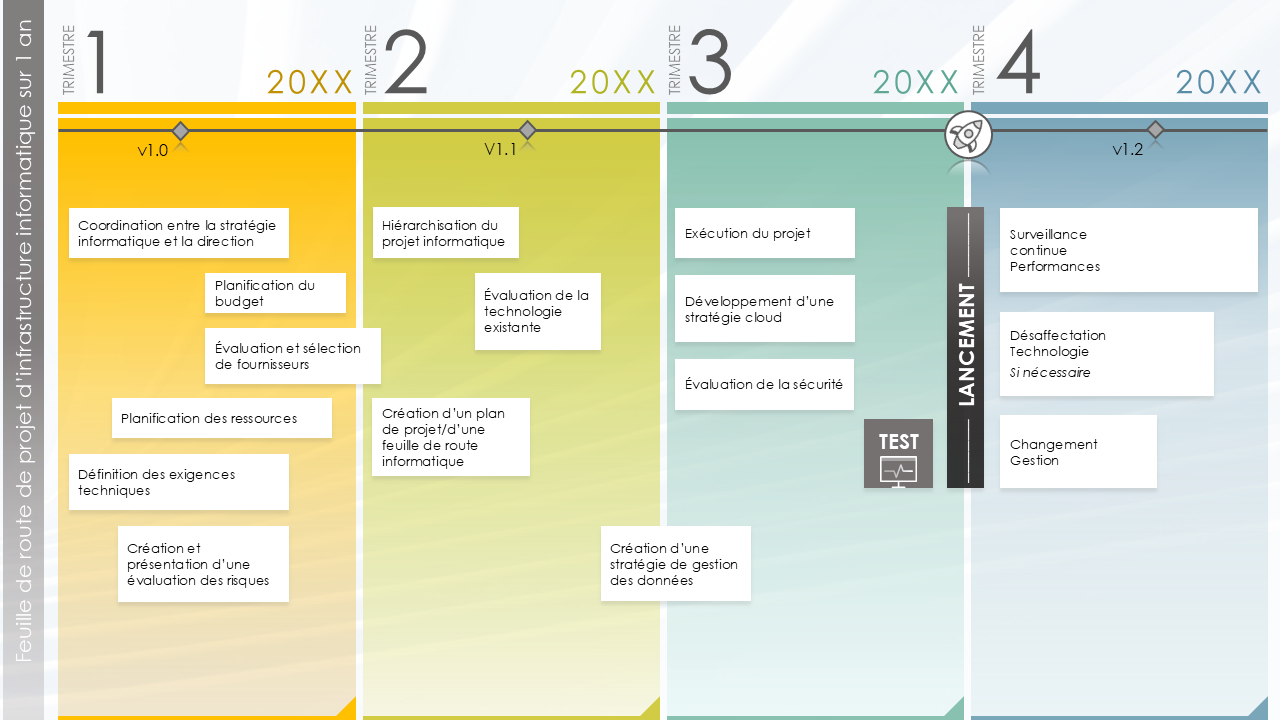 Feuille de route de projet d'infrastructure informatique sur 1 an
TRIMESTRE 1 20XX
TRIMESTRE 2 20XX
TRIMESTRE 3 20XX
TRIMESTRE 4 20XX
v1.0
V1.1
v1.2
Coordination entre la stratégie
informatique et la direction
Planification du
budget
Évaluation et sélection
de fournisseurs
Planification des ressources
Définition des exigences
techniques
Création et
présentation d'une
évaluation des risques
Hiérarchisation du
projet informatique
Évaluation de la
technologie
existante
Création d'un plan
de projet/d'une
feuille de route
informatique
Création d'une
stratégie de gestion
des données
Exécution du projet
Développement d'une
stratégie cloud
Évaluation de la sécurité
TEST
LANCEMENT
Surveillance
continue
Performances
Désaffectation
Technologie
Si nécessaire
Changement
Gestion